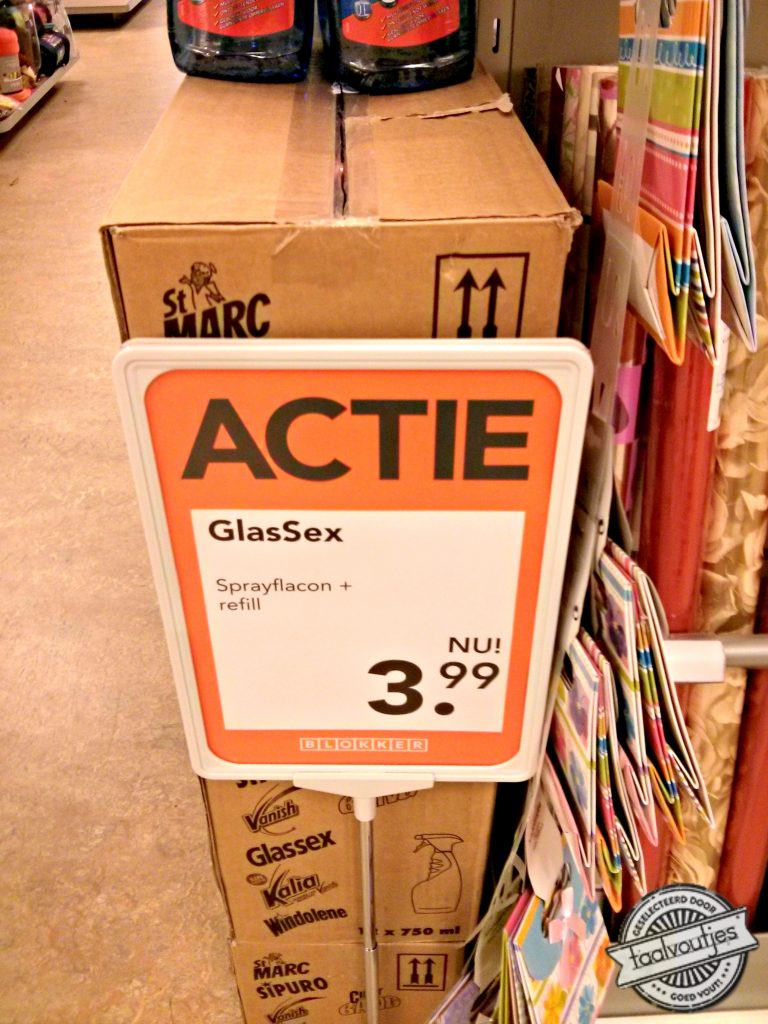 St
MARC
ACTIE
GlasSex
Sprayflacon +
refill
NU!
3.99
BLOKKER
Vanish
Glassex
Kalia
Windolene
x 750 ml
St
MARC
SIPURO
Vanish
GESELECTEERD DOOR
taalvoutjes
GOED VOUT!